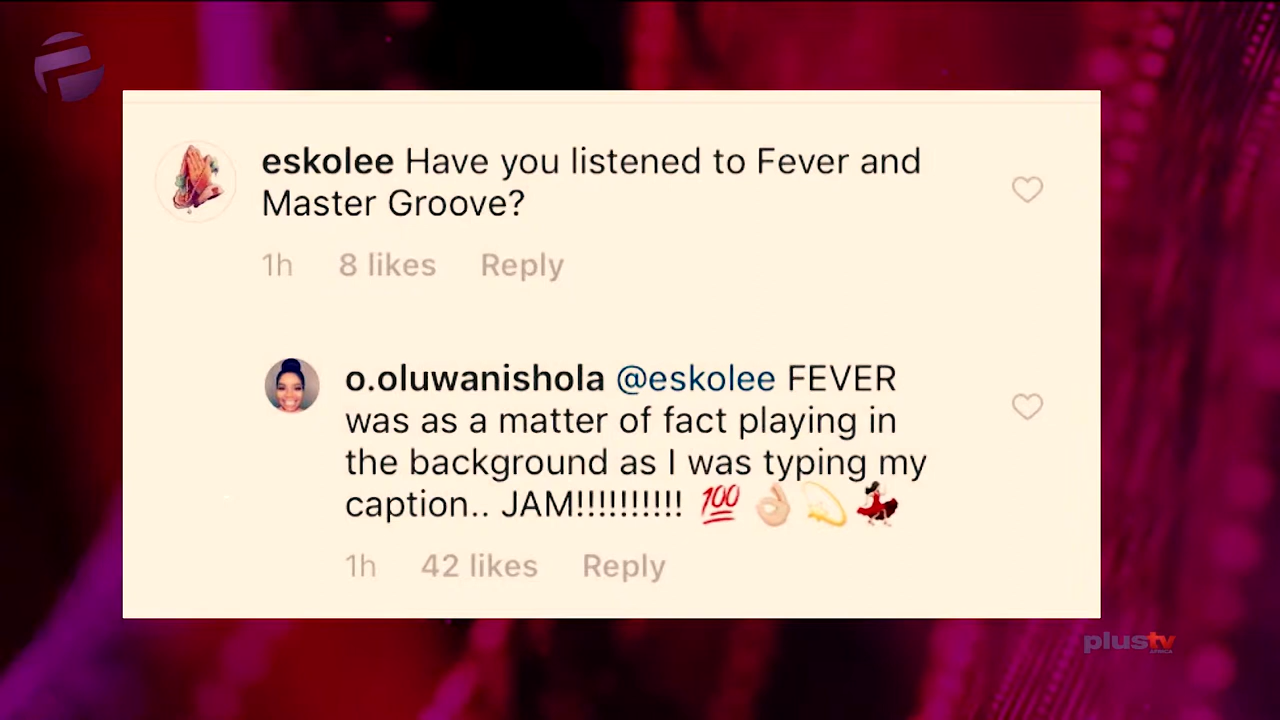 eskolee Have you listened to Fever and
Master Groove?
1h 8 likes Reply
o.oluwanishola @eskolee FEVER
was as a matter of fact playing in
the background as I was typing my
caption.. JAM!!!!!!!!!! 💯👌🏼💫💃🏻
1h 42 likes Reply
plustv
AFRICA